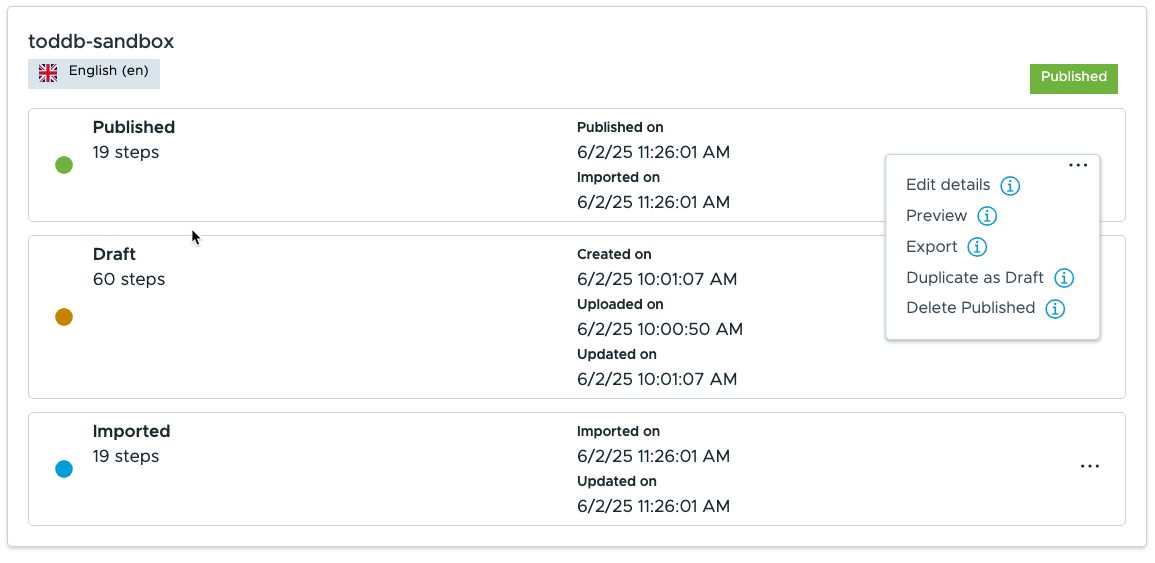 toddb-sandbox
English (en)
Published
Published
19 steps
Published on
6/2/25 11:26:01 AM
Imported on
6/2/25 11:26:01 AM
...
Edit details
Preview
Export
Duplicate as Draft
Delete Published
Draft
60 steps
Created on
6/2/25 10:01:07 AM
Uploaded on
6/2/25 10:00:50 AM
Updated on
6/2/25 10:01:07 AM
Imported
19 steps
Imported on
6/2/25 11:26:01 AM
Updated on
6/2/25 11:26:01 AM
...